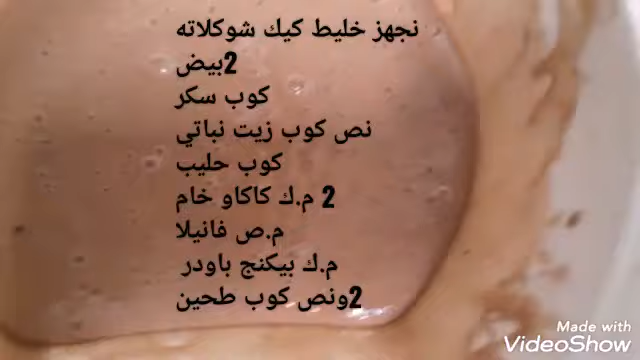 نجهز خليط كيك شوكلاته
2بيض
كوب سكر
نص كوب زيت نباتي
كوب حليب
2 م.ك كاكاو خام
م.ص فانيلا
م.ك بيكنج باودر
2ونص كوب طحين
Made with
VideoShow